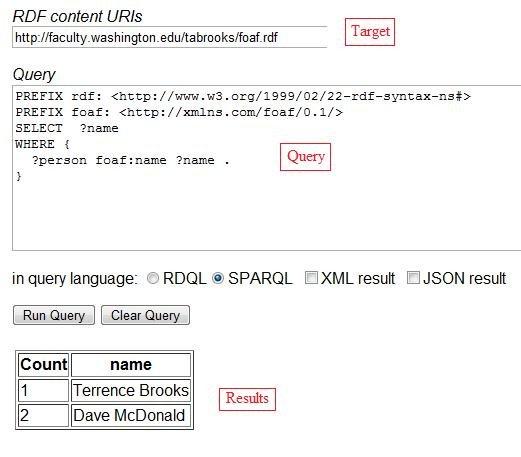 RDF content URIs
http://faculty.washington.edu/tabrooks/foaf.rdf
Target
Query
PREFIX rdf: <http://www.w3.org/1999/02/22-rdf-syntax-ns#>
PREFIX foaf: <http://xmlns.com/foaf/0.1/>
SELECT  ?name
WHERE {
  ?person foaf:name ?name .
}
Query
in query language: RDQL SPARQL XML result JSON result
Run Query Clear Query
Count name
1 Terrence Brooks
2 Dave McDonald
Results